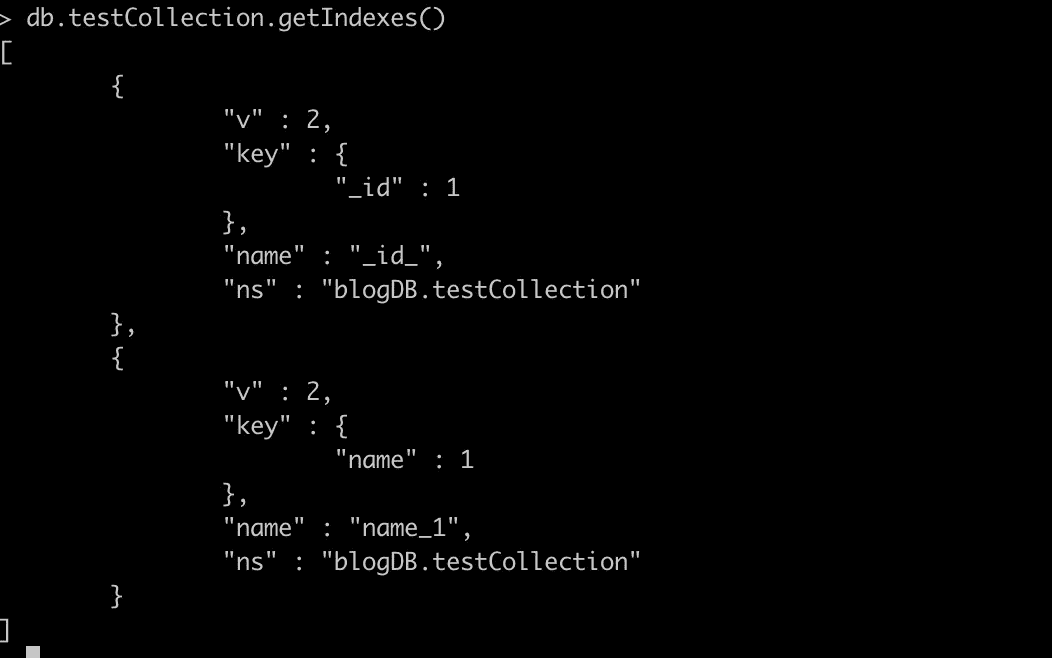 > db.testCollection.getIndexes()
[
        {
                "v" : 2,
                "key" : {
                        "_id" : 1
                },
                "name" : "_id_",
                "ns" : "blogDB.testCollection"
        },
        {
                "v" : 2,
                "key" : {
                        "name" : 1
                },
                "name" : "name_1",
                "ns" : "blogDB.testCollection"
        }
]